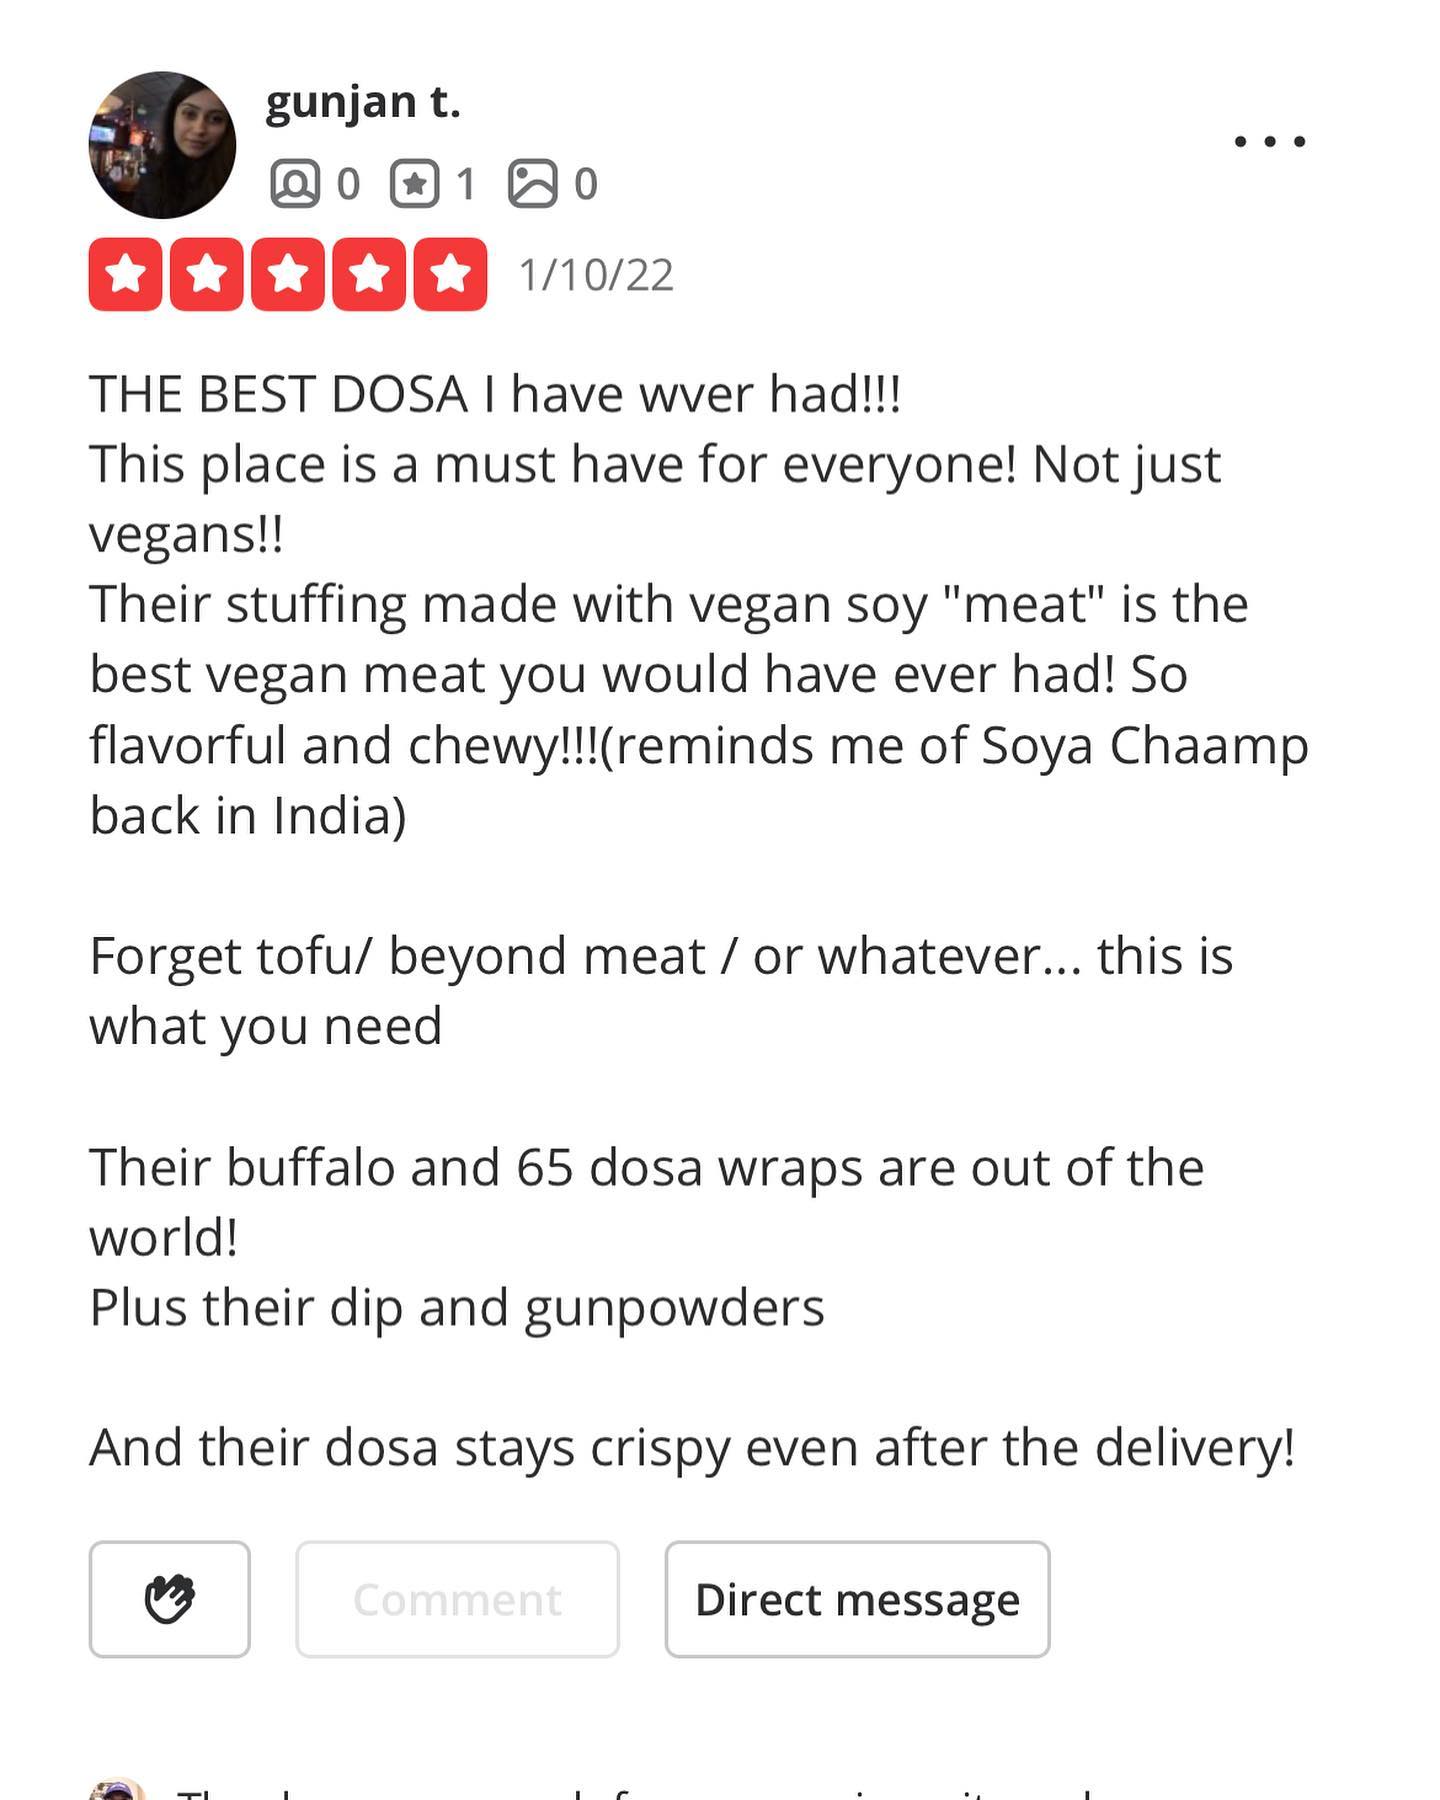 gunjan t.
0 1 0
1/10/22
THE BEST DOSA I have wver had!!!
This place is a must have for everyone! Not just
vegans!!
Their stuffing made with vegan soy "meat" is the
best vegan meat you would have ever had! So
flavorful and chewy!!!(reminds me of Soya Chaamp
back in India)
Forget tofu/ beyond meat / or whatever... this is
what you need
Their buffalo and 65 dosa wraps are out of the
world!
Plus their dip and gunpowders
And their dosa stays crispy even after the delivery!
Comment Direct message